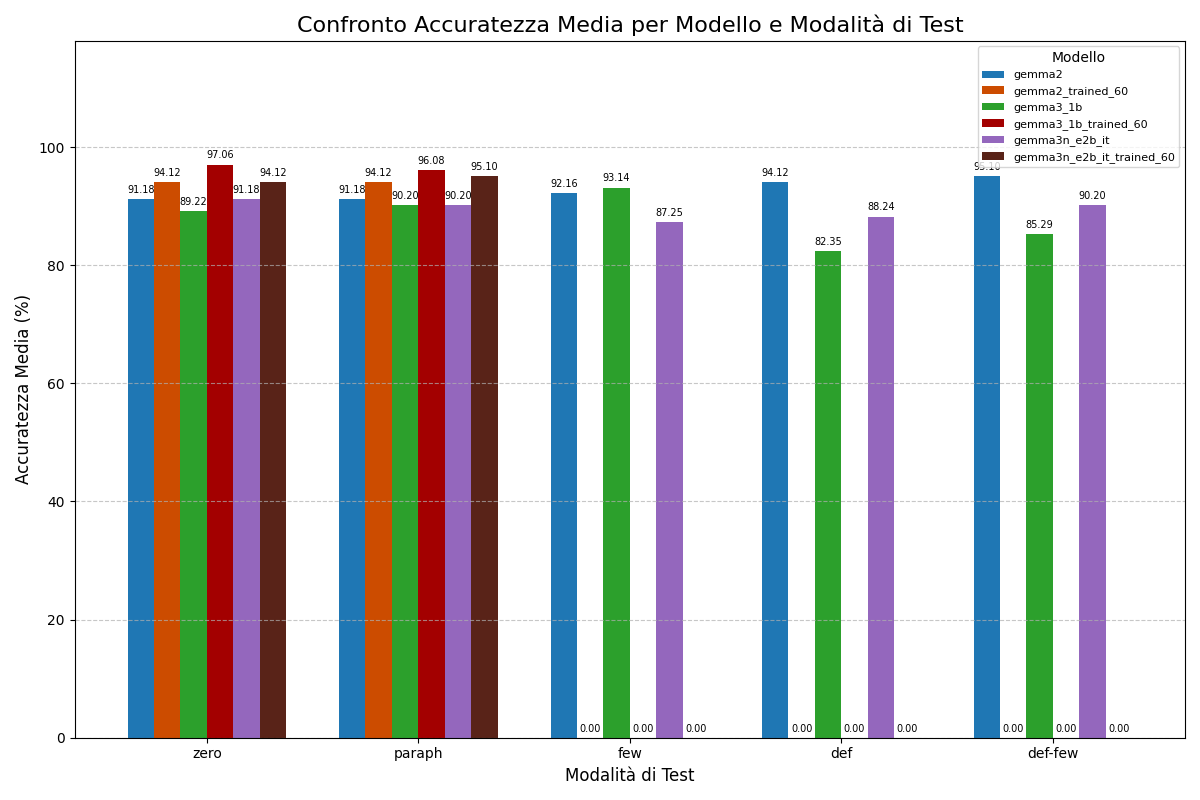 Confronto Accuratezza Media per Modello e Modalità di Test
Modello
gemma2
gemma2_trained_60
gemma3_1b
gemma3_1b_trained_60
gemma3n_e2b_it
gemma3n_e2b_it_trained_60
Accuratezza Media (%)
100
80
60
40
20
0
91.18 94.12 89.22 97.06 91.18 94.12
91.18 94.12 90.20 96.08 90.20 95.10
92.16 0.00 93.14 0.00 87.25 0.00
94.12 0.00 82.35 0.00 88.24 0.00
95.10 0.00 85.29 0.00 90.20 0.00
zero paraph few def def-few
Modalità di Test